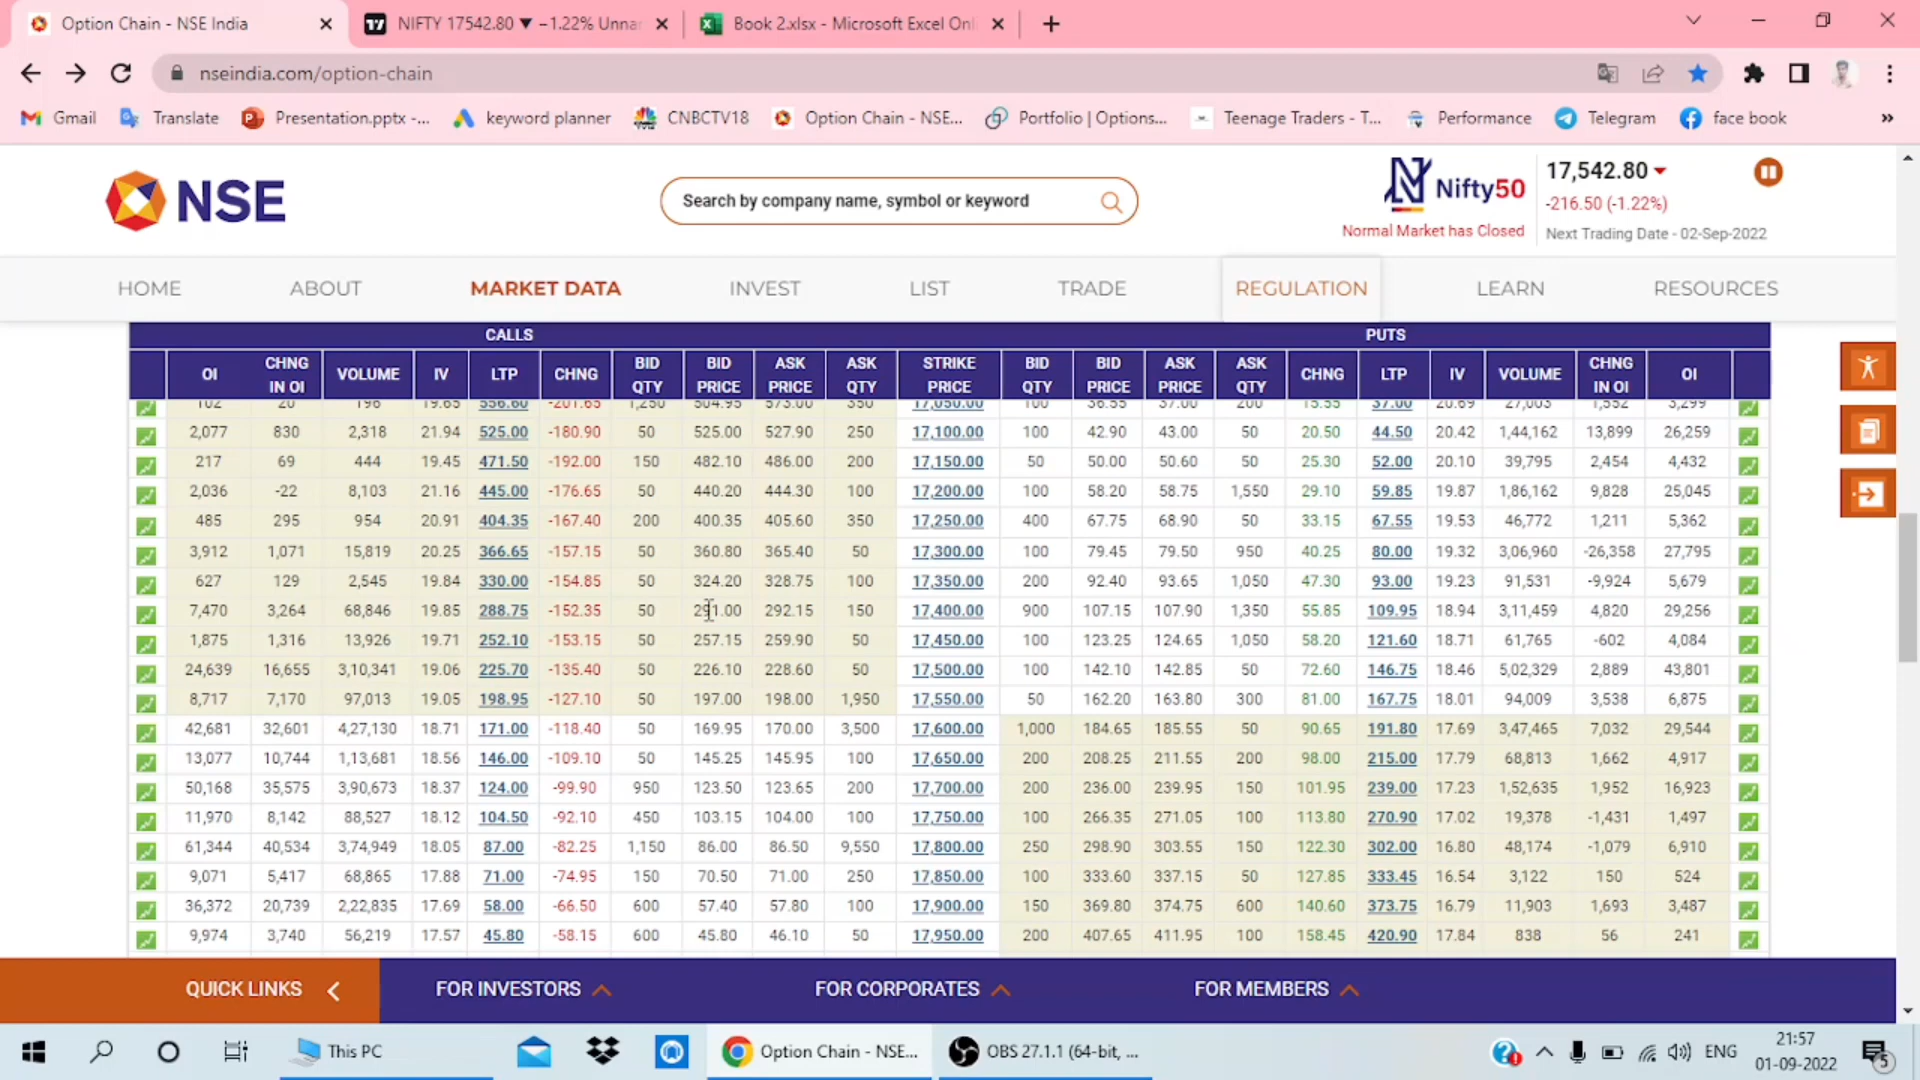 Option Chain - NSE India
NIFTY 17542.80 ▼ −1.22% Unna
Book 2.xlsx - Microsoft Excel Onl
nseindia.com/option-chain
Gmail Translate Presentation.pptx -... keyword planner CNBCTV18 Option Chain - NSE... Portfolio | Options... Teenage Traders - T... Performance Telegram face book »
NSE
Search by company name, symbol or keyword
Nifty50
Normal Market has Closed
17,542.80
-216.50 (-1.22%)
Next Trading Date - 02-Sep-2022
HOME ABOUT MARKET DATA INVEST LIST TRADE REGULATION LEARN RESOURCES
CALLS PUTS
OI CHNG IN OI VOLUME IV LTP CHNG BID QTY BID PRICE ASK PRICE ASK QTY STRIKE PRICE BID QTY BID PRICE ASK PRICE ASK QTY CHNG LTP IV VOLUME CHNG IN OI OI
102 20 196 19.65 556.60 -201.65 1,250 504.95 573.00 350 17,050.00 100 36.55 37.00 200 15.55 37.00 20.69 27,003 1,552 3,299
2,077 830 2,318 21.94 525.00 -180.90 50 525.00 527.90 250 17,100.00 100 42.90 43.00 50 20.50 44.50 20.42 1,44,162 13,899 26,259
217 69 444 19.45 471.50 -192.00 150 482.10 486.00 200 17,150.00 50 50.00 50.60 50 25.30 52.00 20.10 39,795 2,454 4,432
2,036 -22 8,103 21.16 445.00 -176.65 50 440.20 444.30 100 17,200.00 100 58.20 58.75 1,550 29.10 59.85 19.87 1,86,162 9,828 25,045
485 295 954 20.91 404.35 -167.40 200 400.35 405.60 350 17,250.00 400 67.75 68.90 50 33.15 67.55 19.53 46,772 1,211 5,362
3,912 1,071 15,819 20.25 366.65 -157.15 50 360.80 365.40 50 17,300.00 100 79.45 79.50 950 40.25 80.00 19.32 3,06,960 -26,358 27,795
627 129 2,545 19.84 330.00 -154.85 50 324.20 328.75 100 17,350.00 200 92.40 93.65 1,050 47.30 93.00 19.23 91,531 -9,924 5,679
7,470 3,264 68,846 19.85 288.75 -152.35 50 291.00 292.15 150 17,400.00 900 107.15 107.90 1,350 55.85 109.95 18.94 3,11,459 4,820 29,256
1,875 1,316 13,926 19.71 252.10 -153.15 50 257.15 259.90 50 17,450.00 100 123.25 124.65 1,050 58.20 121.60 18.71 61,765 -602 4,084
24,639 16,655 3,10,341 19.06 225.70 -135.40 50 226.10 228.60 50 17,500.00 100 142.10 142.85 50 72.60 146.75 18.46 5,02,329 2,889 43,801
8,717 7,170 97,013 19.05 198.95 -127.10 50 197.00 198.00 1,950 17,550.00 50 162.20 163.80 300 81.00 167.75 18.01 94,009 3,538 6,875
42,681 32,601 4,27,130 18.71 171.00 -118.40 50 169.95 170.00 3,500 17,600.00 1,000 184.65 185.55 50 90.65 191.80 17.69 3,47,465 7,032 29,544
13,077 10,744 1,13,681 18.56 146.00 -109.10 50 145.25 145.95 100 17,650.00 200 208.25 211.55 200 98.00 215.00 17.79 68,813 1,662 4,917
50,168 35,575 3,90,673 18.37 124.00 -99.90 950 123.50 123.65 200 17,700.00 200 236.00 239.95 150 101.95 239.00 17.23 1,52,635 1,952 16,923
11,970 8,142 88,527 18.12 104.50 -92.10 450 103.15 104.00 100 17,750.00 100 266.35 271.05 100 113.80 270.90 17.02 19,378 -1,431 1,497
61,344 40,534 3,74,949 18.05 87.00 -82.25 1,150 86.00 86.50 9,550 17,800.00 250 298.90 303.55 150 122.30 302.00 16.80 48,174 -1,079 6,910
9,071 5,417 68,865 17.88 71.00 -74.95 150 70.50 71.00 250 17,850.00 100 333.60 337.15 50 127.85 333.45 16.54 3,122 150 524
36,372 20,739 2,22,835 17.69 58.00 -66.50 600 57.40 57.80 100 17,900.00 150 369.80 374.75 600 140.60 373.75 16.79 11,903 1,693 3,487
9,974 3,740 56,219 17.57 45.80 -58.15 600 45.80 46.10 50 17,950.00 200 407.65 411.95 100 158.45 420.90 17.84 838 56 241
QUICK LINKS FOR INVESTORS FOR CORPORATES FOR MEMBERS
This PC Option Chain - NSE... OBS 27.1.1 (64-bit, ... ENG 21:57
01-09-2022 5